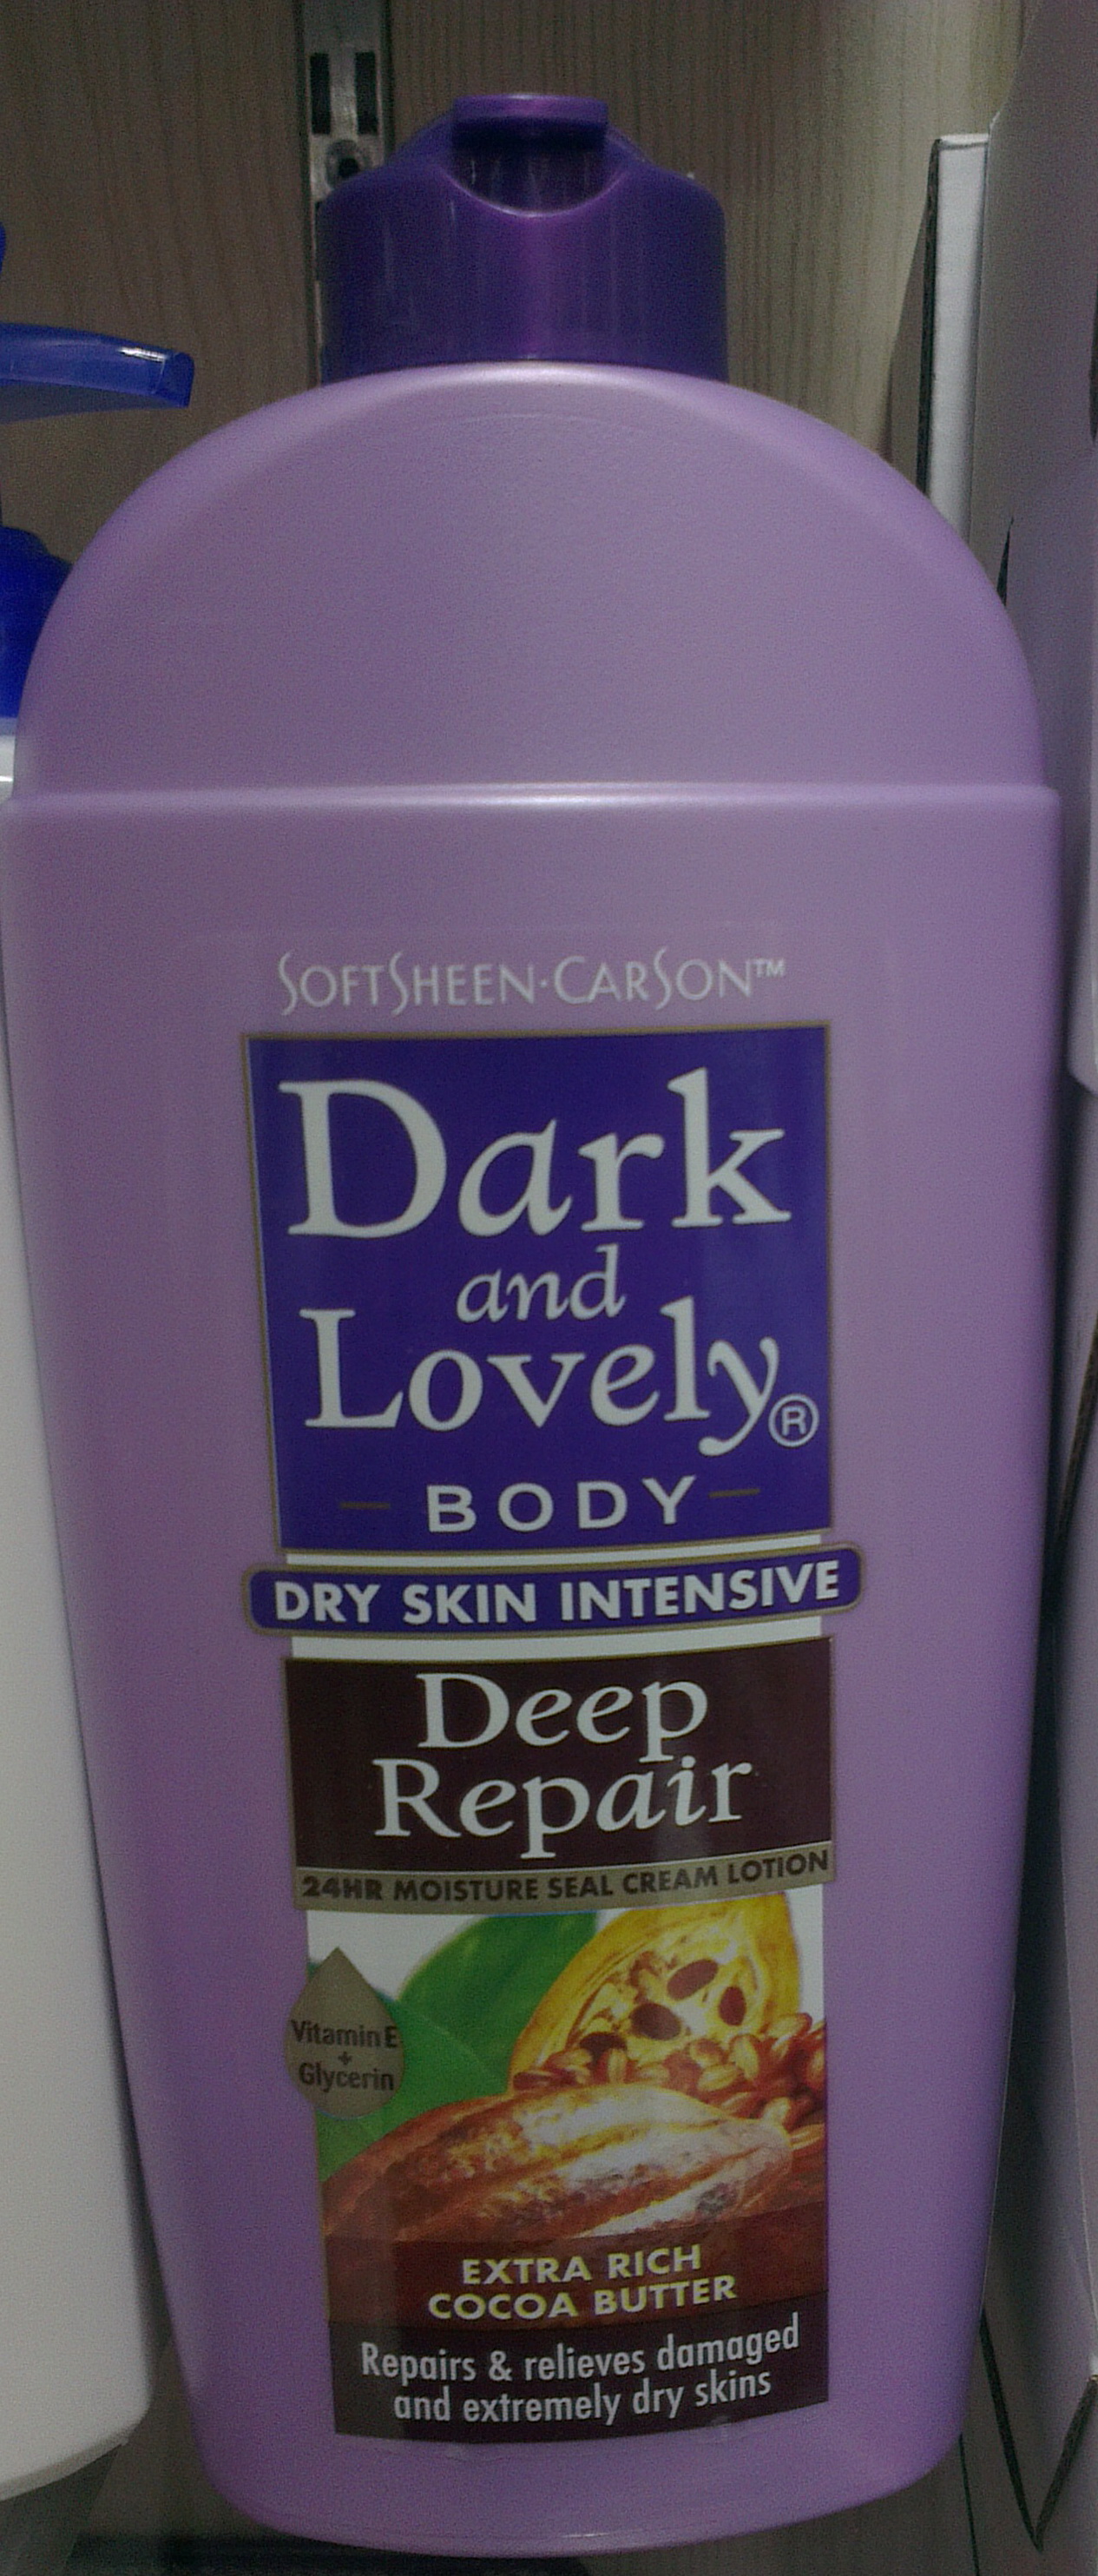 SOFTSHEEN·CARSON™
Dark
and
Lovely®
BODY
DRY SKIN INTENSIVE
Deep
Repair
24HR MOISTURE SEAL CREAM LOTION
Vitamin E
+
Glycerin
EXTRA RICH
COCOA BUTTER
Repairs & relieves damaged
and extremely dry skins